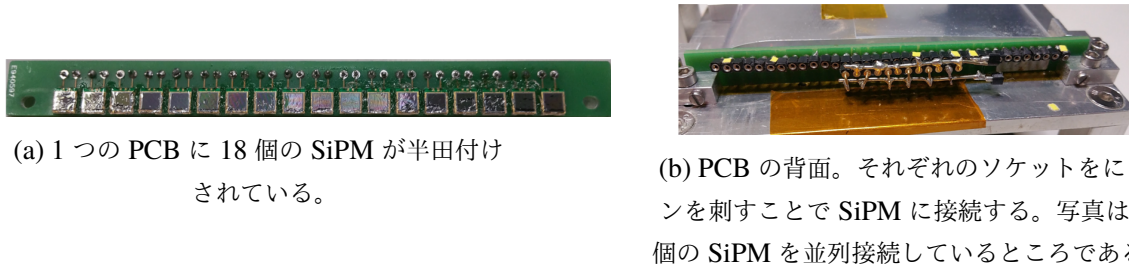 (a) 1 つの PCB に 18 個の SiPM が半田付け
されている。
(b) PCB の背面。それぞれのソケットをに
ンを刺すことで SiPM に接続する。写真は
個の SiPM を並列接続しているところである